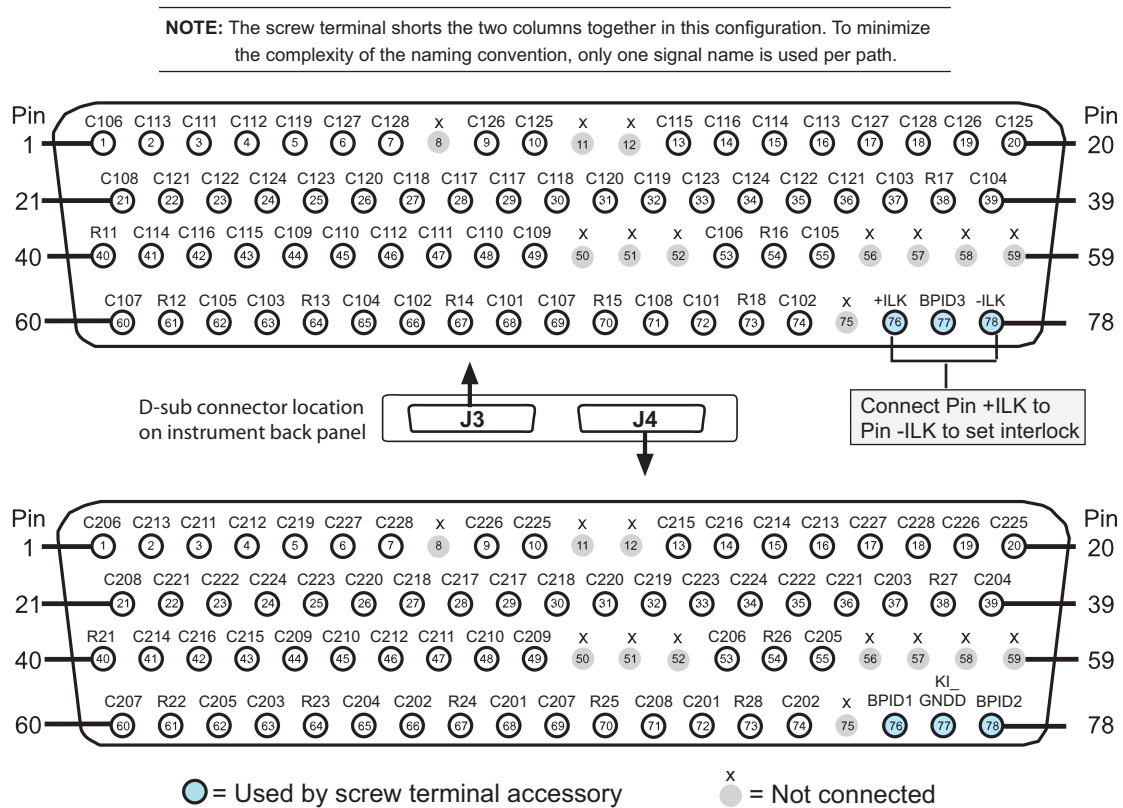 NOTE: The screw terminal shorts the two columns together in this configuration. To minimize
the complexity of the naming convention, only one signal name is used per path.
Pin C106 C113 C111 C112 C119 C127 C128 x C126 C125 x x C115 C116 C114 C113 C127 C128 C126 C125 Pin
1 1 2 3 4 5 6 7 8 9 10 11 12 13 14 15 16 17 18 19 20 20
C108 C121 C122 C124 C123 C120 C118 C117 C117 C118 C120 C119 C123 C124 C122 C121 C103 R17 C104
21 21 22 23 24 25 26 27 28 29 30 31 32 33 34 35 36 37 38 39 39
R11 C114 C116 C115 C109 C110 C112 C111 C110 C109 x x x C106 R16 C105 x x x x
40 40 41 42 43 44 45 46 47 48 49 50 51 52 53 54 55 56 57 58 59 59
C107 R12 C105 C103 R13 C104 C102 R14 C101 C107 R15 C108 C101 R18 C102 x +ILK BPID3 -ILK
60 60 61 62 63 64 65 66 67 68 69 70 71 72 73 74 75 76 77 78 78
D-sub connector location
on instrument back panel
J3 J4
Connect Pin +ILK to
Pin -ILK to set interlock
Pin C206 C213 C211 C212 C219 C227 C228 x C226 C225 x x C215 C216 C214 C213 C227 C228 C226 C225 Pin
1 1 2 3 4 5 6 7 8 9 10 11 12 13 14 15 16 17 18 19 20 20
C208 C221 C222 C224 C223 C220 C218 C217 C217 C218 C220 C219 C223 C224 C222 C221 C203 R27 C204
21 21 22 23 24 25 26 27 28 29 30 31 32 33 34 35 36 37 38 39 39
R21 C214 C216 C215 C209 C210 C212 C211 C210 C209 x x x C206 R26 C205 x x x x
40 40 41 42 43 44 45 46 47 48 49 50 51 52 53 54 55 56 57 58 59 59
KI_
C207 R22 C205 C203 R23 C204 C202 R24 C201 C207 R25 C208 C201 R28 C202 x BPID1 GNDD BPID2
60 60 61 62 63 64 65 66 67 68 69 70 71 72 73 74 75 76 77 78 78
= Used by screw terminal accessory
x = Not connected